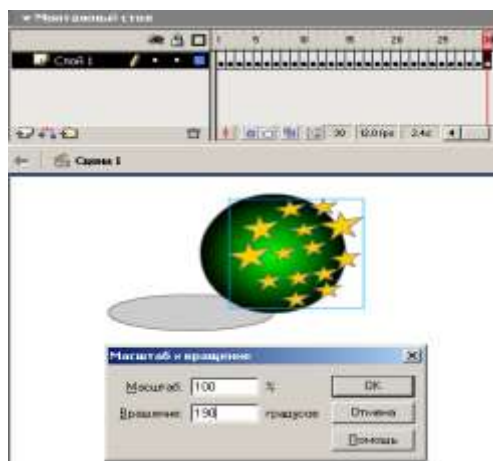 Монтажный стол
1 5 10 15 20 25 30
Слой 1
30 12.0 fps 2.4s
Сцена 1
Масштаб и вращение
Масштаб: 100 % OK
Вращение: 190 градусов Отмена
Помощь